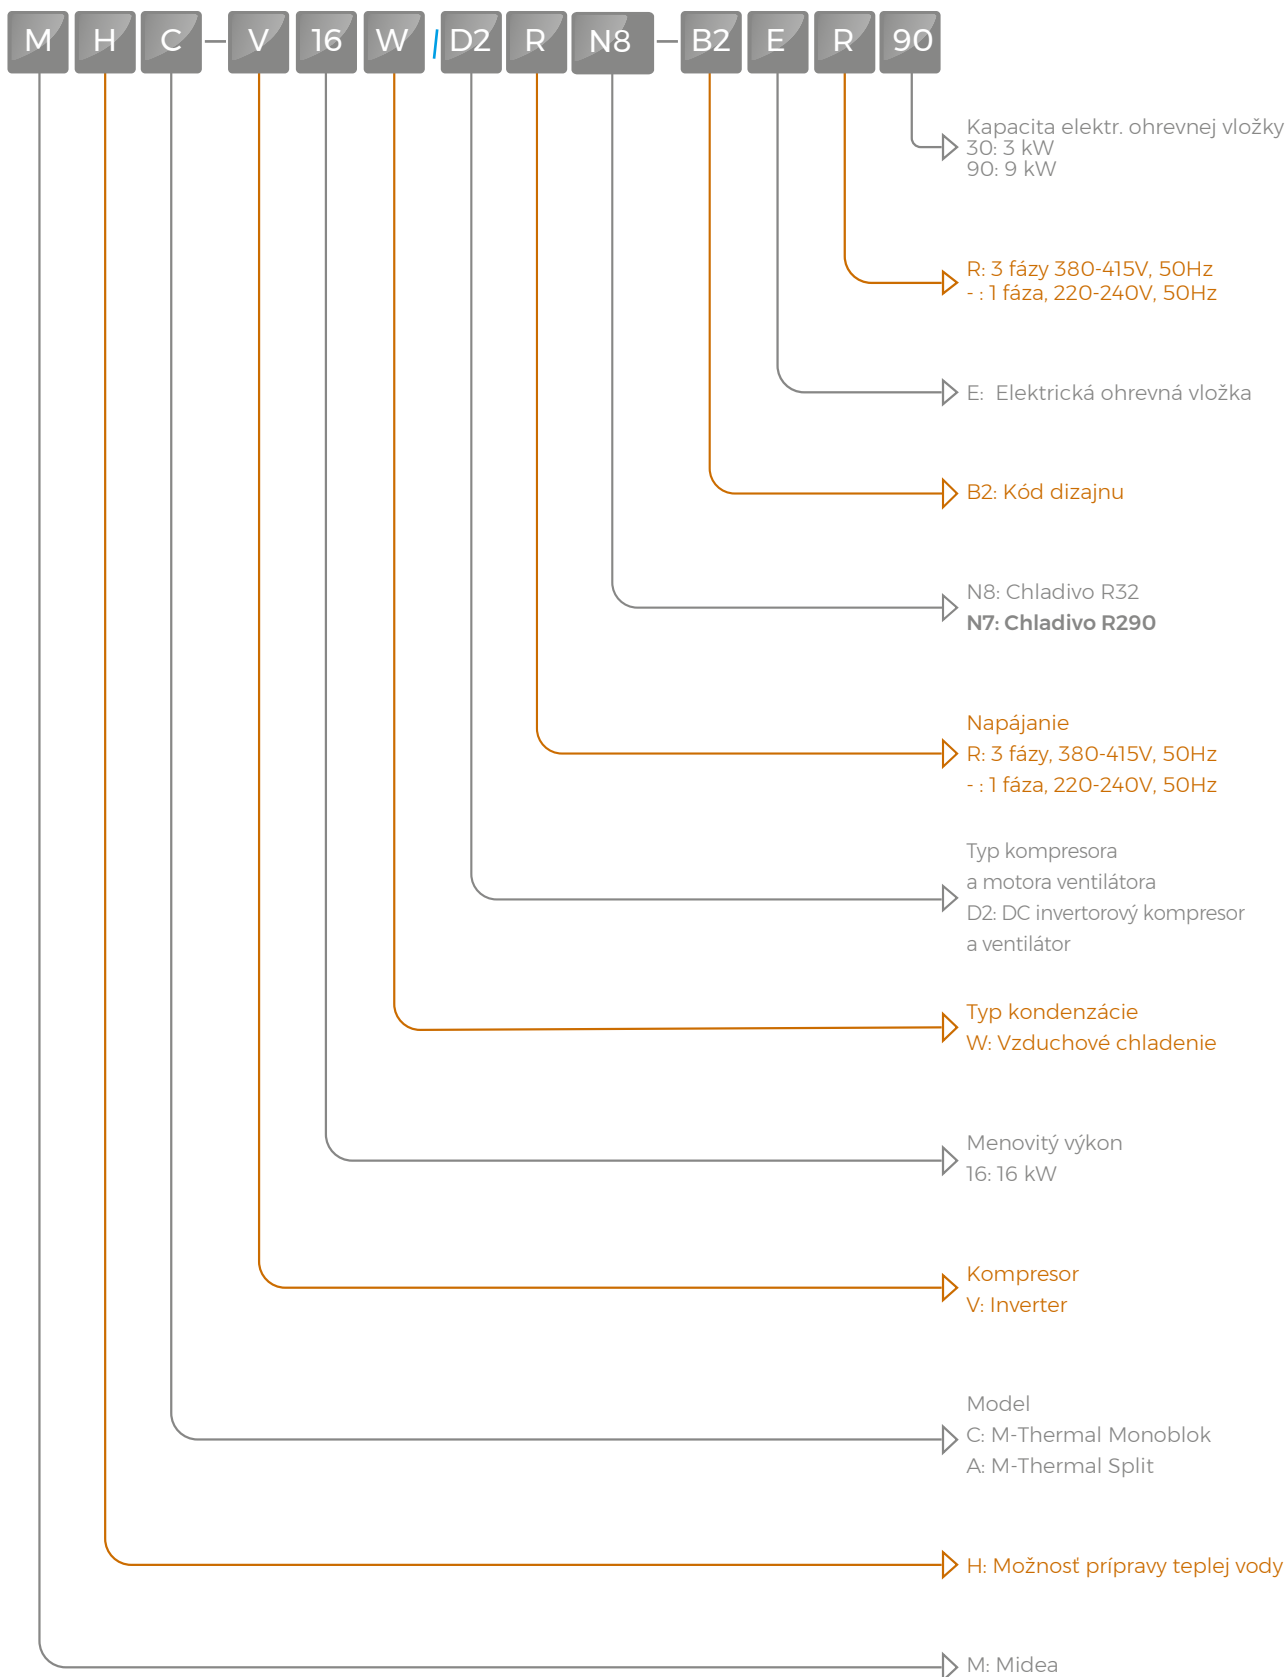 M H C – V 16 W / D2 R N8 – B2 E R 90
Kapacita elektr. ohrevnej vložky
30: 3 kW
90: 9 kW
R: 3 fázy 380-415V, 50Hz
- : 1 fáza, 220-240V, 50Hz
E: Elektrická ohrevná vložka
B2: Kód dizajnu
N8: Chladivo R32
N7: Chladivo R290
Napájanie
R: 3 fázy, 380-415V, 50Hz
- : 1 fáza, 220-240V, 50Hz
Typ kompresora
a motora ventilátora
D2: DC invertorový kompresor
a ventilátor
Typ kondenzácie
W: Vzduchové chladenie
Menovitý výkon
16: 16 kW
Kompresor
V: Inverter
Model
C: M-Thermal Monoblok
A: M-Thermal Split
H: Možnosť prípravy teplej vody
M: Midea